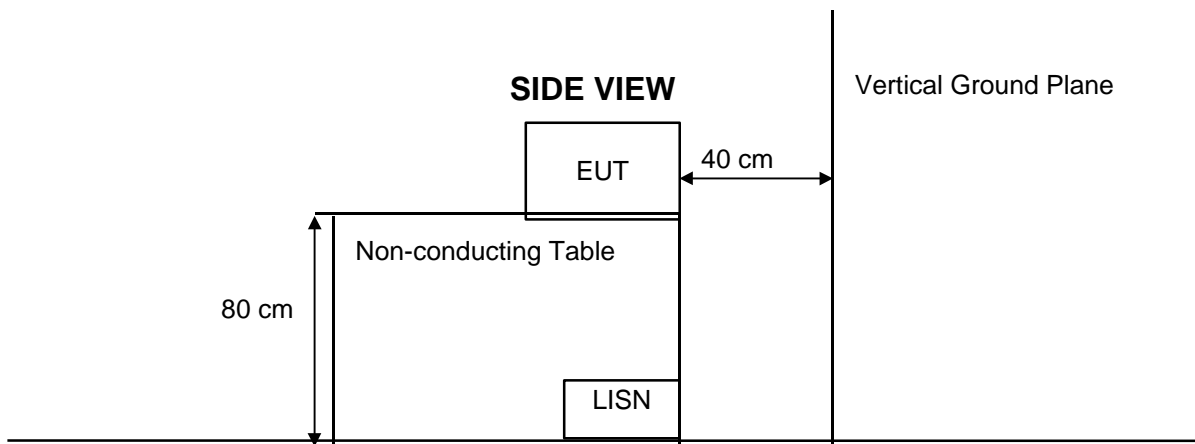 SIDE VIEW
Vertical Ground Plane
EUT
40 cm
Non-conducting Table
80 cm
LISN